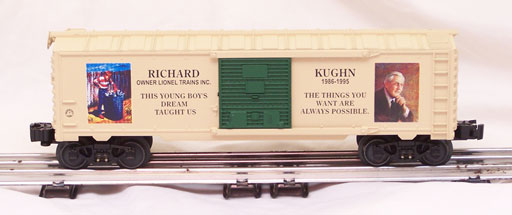 RICHARD
OWNER LIONEL TRAINS INC.
THIS YOUNG BOY'S
DREAM
TAUGHT US
KUGHN
1986-1995
THE THINGS YOU
WANT ARE
ALWAYS POSSIBLE.